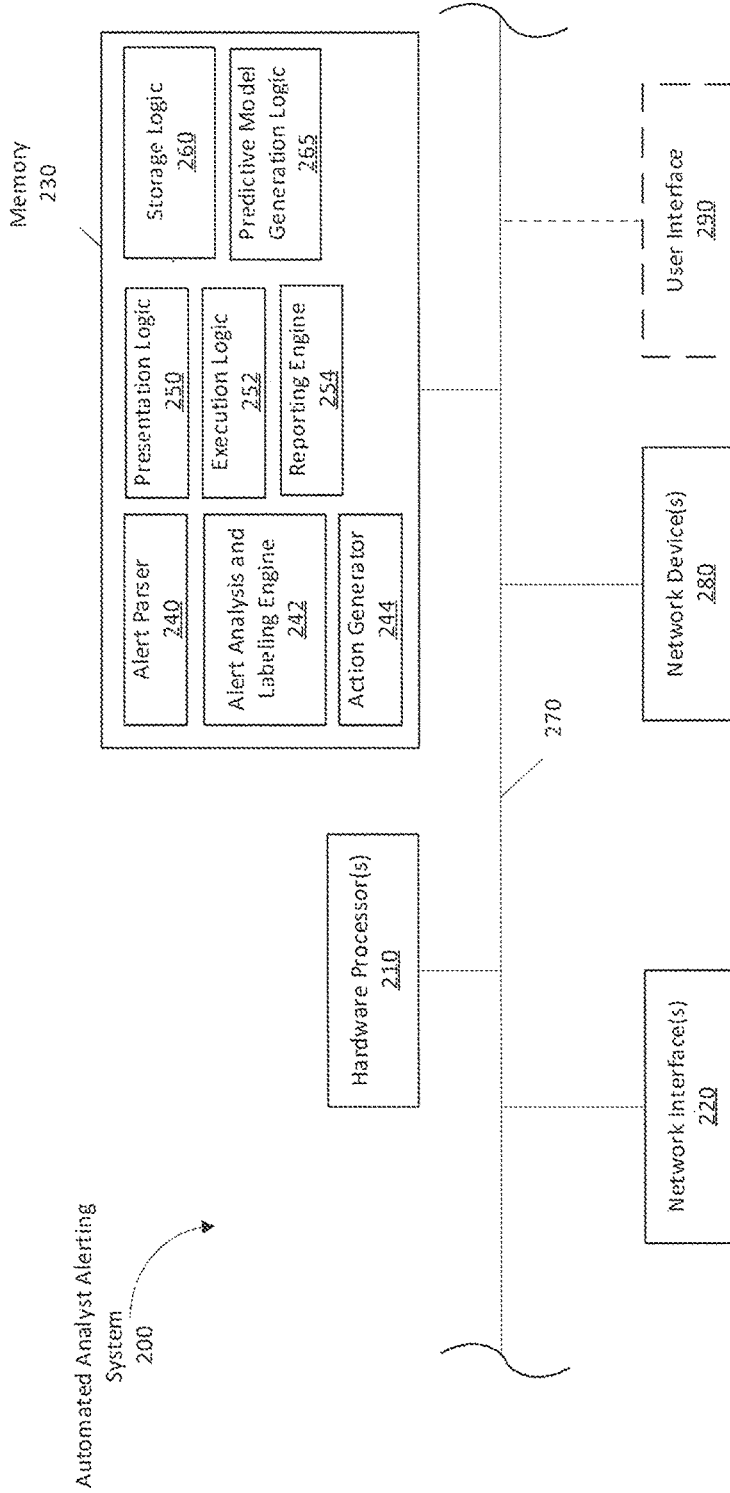 Automated Analyst Alerting
System
200
Memory
230
Alert Parser
240
Alert Analysis and
Labeling Engine
242
Action Generator
244
Presentation Logic
250
Execution Logic
252
Reporting Engine
254
Storage Logic
260
Predictive Model
Generation Logic
265
Hardware Processor(s)
210
270
Network Interface(s)
220
Network Device(s)
280
User Interface
290